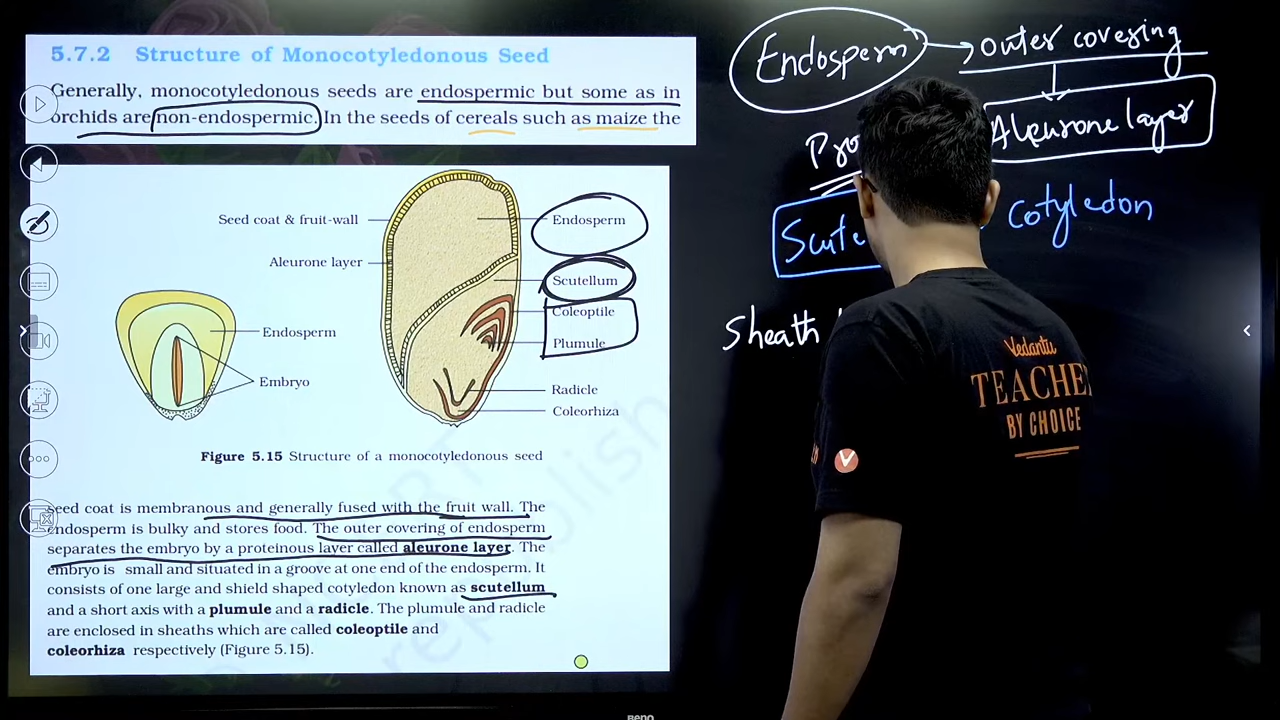 5.7.2 Structure of Monocotyledonous Seed
Generally, monocotyledonous seeds are endospermic but some as in
orchids are non-endospermic. In the seeds of cereals such as maize the
Seed coat & fruit-wall
Aleurone layer
Endosperm
Embryo
Endosperm
Scutellum
Coleoptile
Plumule
Radicle
Coleorhiza
Figure 5.15 Structure of a monocotyledonous seed
seed coat is membranous and generally fused with the fruit wall. The
endosperm is bulky and stores food. The outer covering of endosperm
separates the embryo by a proteinous layer called aleurone layer. The
embryo is small and situated in a groove at one end of the endosperm. It
consists of one large and shield shaped cotyledon known as scutellum
and a short axis with a plumule and a radicle. The plumule and radicle
are enclosed in sheaths which are called coleoptile and
coleorhiza respectively (Figure 5.15).
Endosperm → outer covering
Aleurone layer
Cotyledon
Sheath
Vedantu
TEACHE
BY CHOICE
BenQ